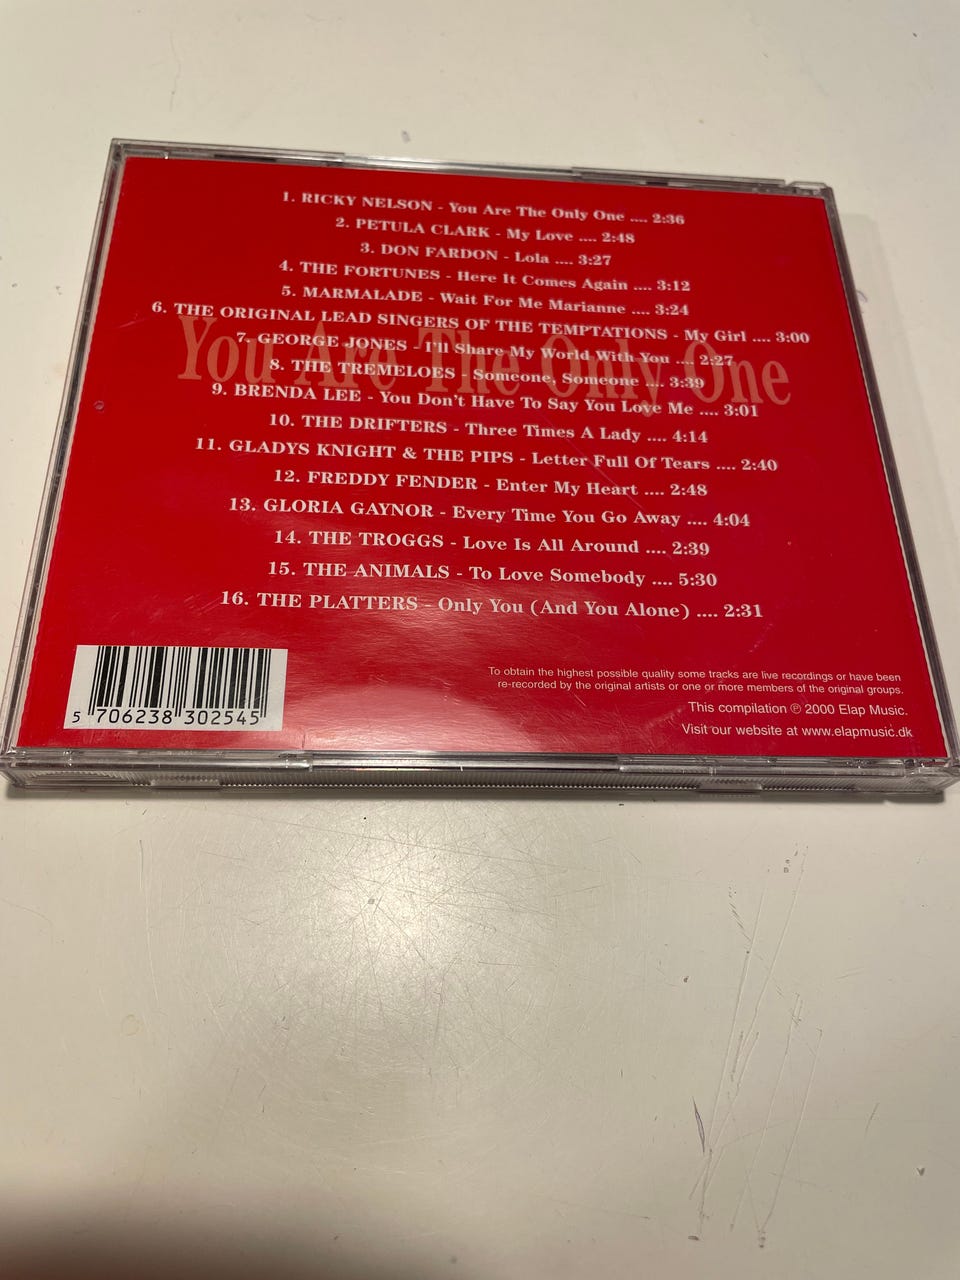 1. RICKY NELSON - You Are The Only One .... 2:36
2. PETULA CLARK - My Love .... 2:48
3. DON FARDON - Lola .... 3:27
4. THE FORTUNES - Here It Comes Again .... 3:12
5. MARMALADE - Wait For Me Marianne .... 3:24
6. THE ORIGINAL LEAD SINGERS OF THE TEMPTATIONS - My Girl .... 3:00
7. GEORGE JONES - I'll Share My World With You .... 2:27
You Are The Only One
8. THE TREMELOES - Someone, Someone .... 3:39
9. BRENDA LEE - You Don't Have To Say You Love Me .... 3:01
10. THE DRIFTERS - Three Times A Lady .... 4:14
11. GLADYS KNIGHT & THE PIPS - Letter Full Of Tears .... 2:40
12. FREDDY FENDER - Enter My Heart .... 2:48
13. GLORIA GAYNOR - Every Time You Go Away .... 4:04
14. THE TROGGS - Love Is All Around .... 2:39
15. THE ANIMALS - To Love Somebody .... 5:30
16. THE PLATTERS - Only You (And You Alone) .... 2:31
To obtain the highest possible quality some tracks are live recordings or have been
re-recorded by the original artists or one or more members of the original groups.
This compilation ℗ 2000 Elap Music.
Visit our website at www.elapmusic.dk
5 706238 302545